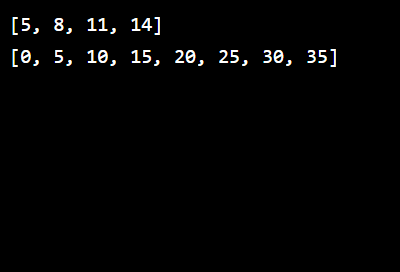 [5, 8, 11, 14]
[0, 5, 10, 15, 20, 25, 30, 35]